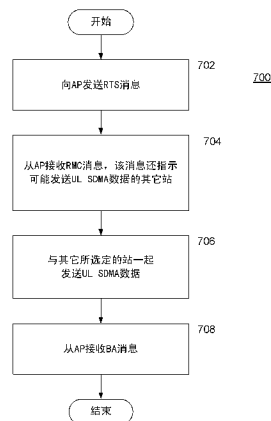 开始
702
700
向AP发送RTS消息
704
从AP接收RMC消息，该消息还指示
可能发送UL SDMA数据的其它站
706
与其它所选定的站一起
发送UL SDMA数据
708
从AP接收BA消息
结束